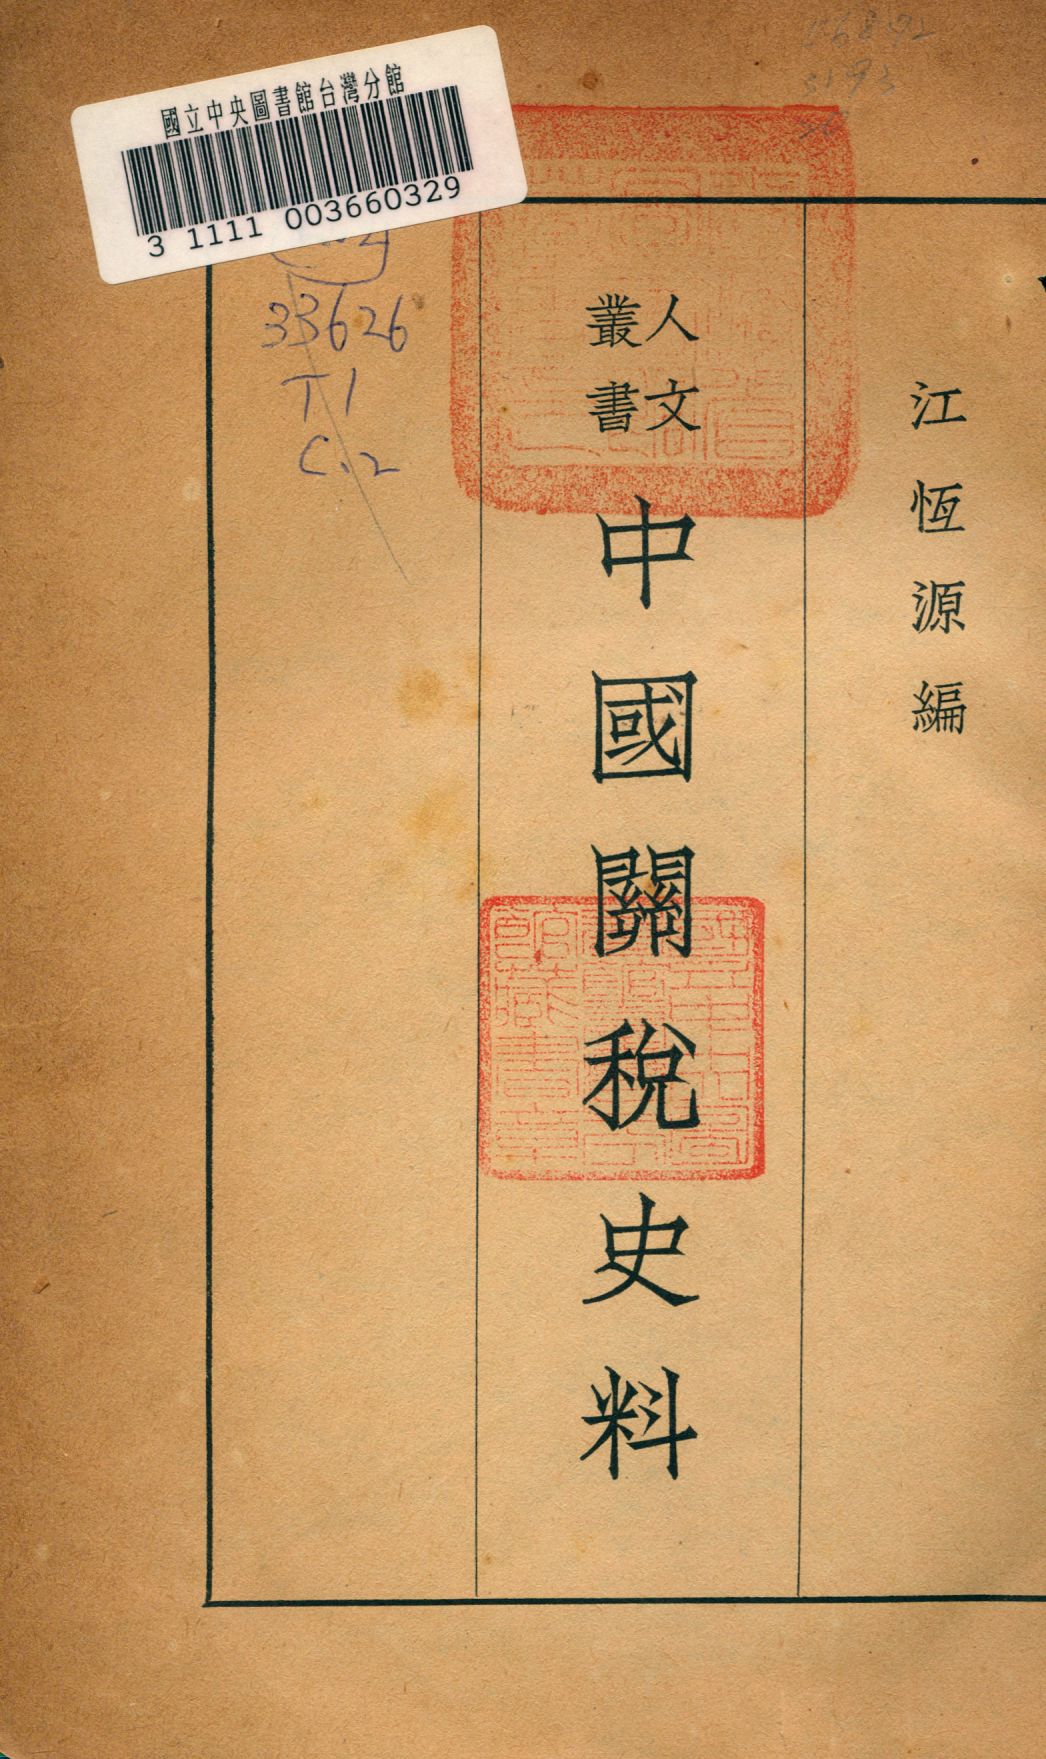 國立中央圖書館台灣分館
3 1111 003660329
33626
T1
C.2
江恆源編
人文
叢書
中國關稅史料